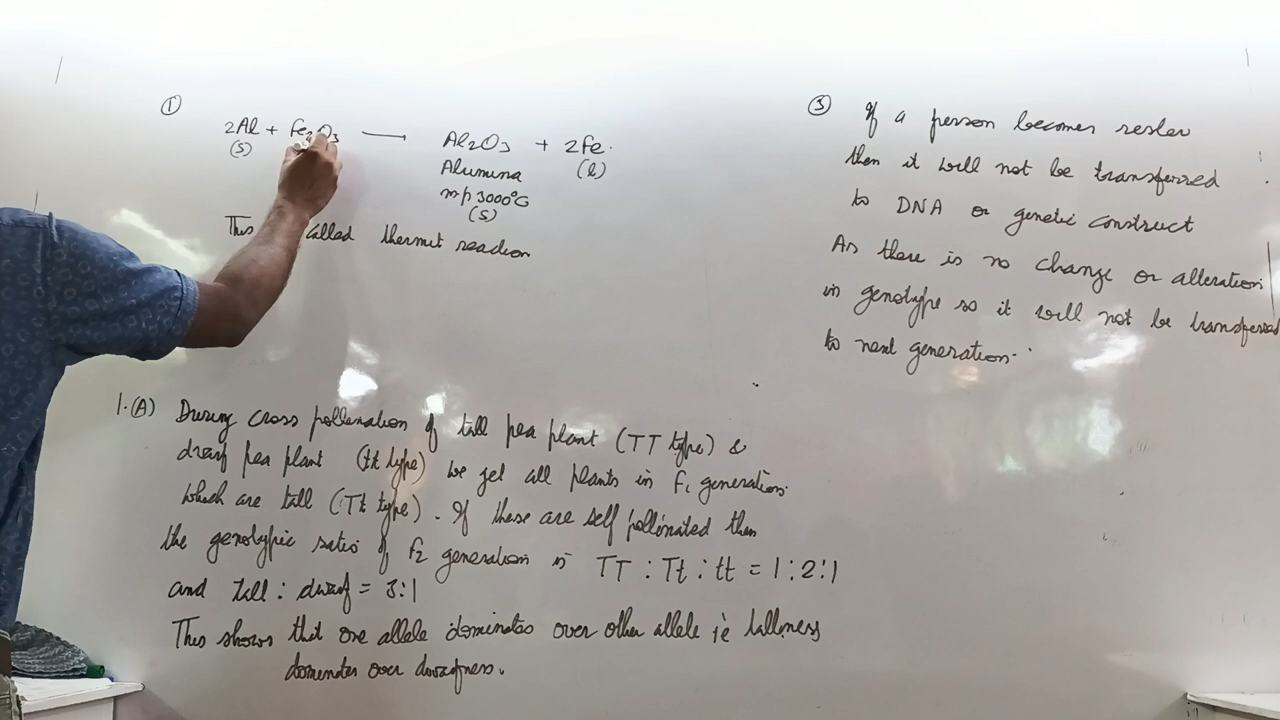 ①
2Al + Fe2O3 → Al2O3 + 2Fe.
(s) (l)
Alumina
m p 3000°C
(s)
This called thermit reaction
1.(A) During cross pollenation of tall pea plant (TT type) &
dwarf pea plant (tt type) we get all plants in F1 generation.
which are tall (Tt type). If these are self pollinated then
the genotypic ratio of F2 generation is TT : Tt : tt = 1:2:1
and tall : dwarf = 3:1
This shows that one allele dominates over other allele ie tallness
dominates over dwarfness.
③ If a person becomes
then it will not be transferred
to DNA or genetic construct
As there is no change or alteration
in genotype so it will not be transferred
to next generation.